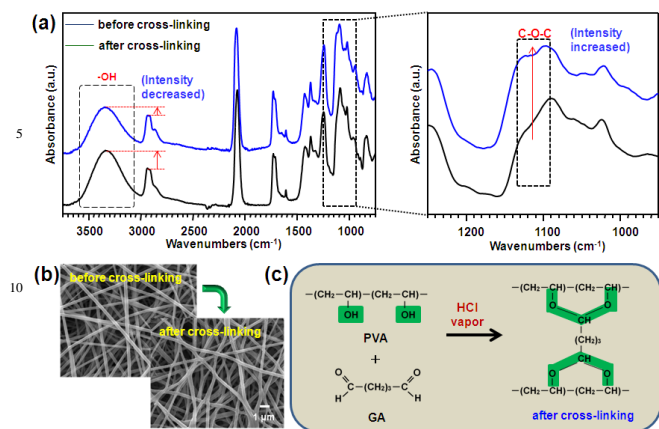 (a)
before cross-linking
after cross-linking
-OH
(Intensity
decreased)
Absorbance (a.u.)
3750 3500 3000 2500 2000 1500 1000
Wavenumbers (cm-1)
C-O-C
(Intensity
increased)
Absorbance (a.u.)
1200 1100 1000
Wavenumbers (cm-1)
5
10
(b)
before cross-linking
after cross-linking
1 μm
(c)
—(CH2-CH-(CH2-CH)—
OH OH
PVA
+
O O
C-(CH2)3-C
H H
GA
HCl
vapor
—(CH2-CH-(CH2-CH)—
O O
CH
(CH2)3
CH
O O
—(CH2-CH-(CH2-CH)—
after cross-linking